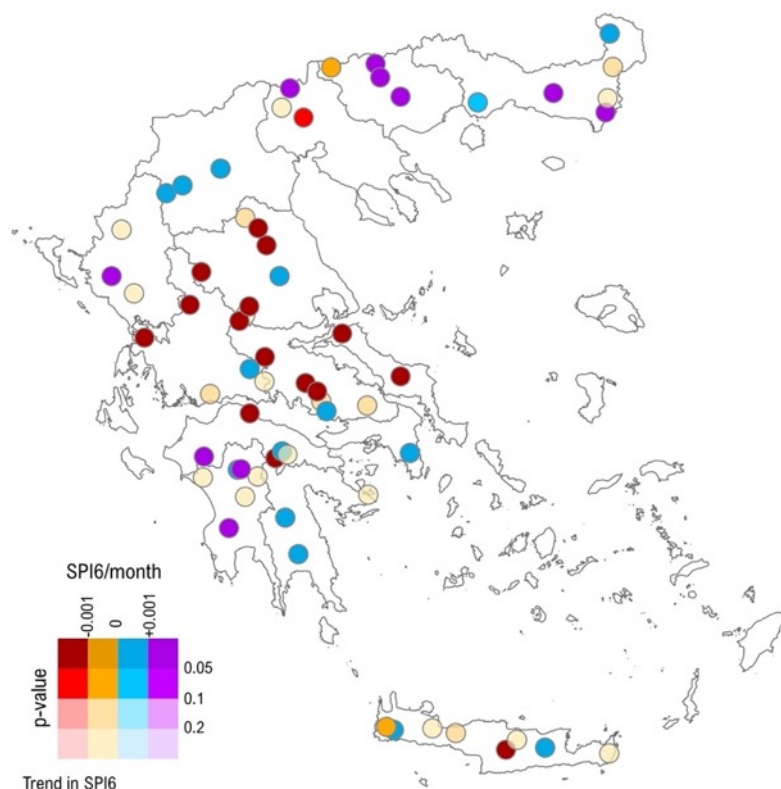 SPI6/month
-0.001
0
+0.001
p-value
0.05
0.1
0.2
Trend in SPI6